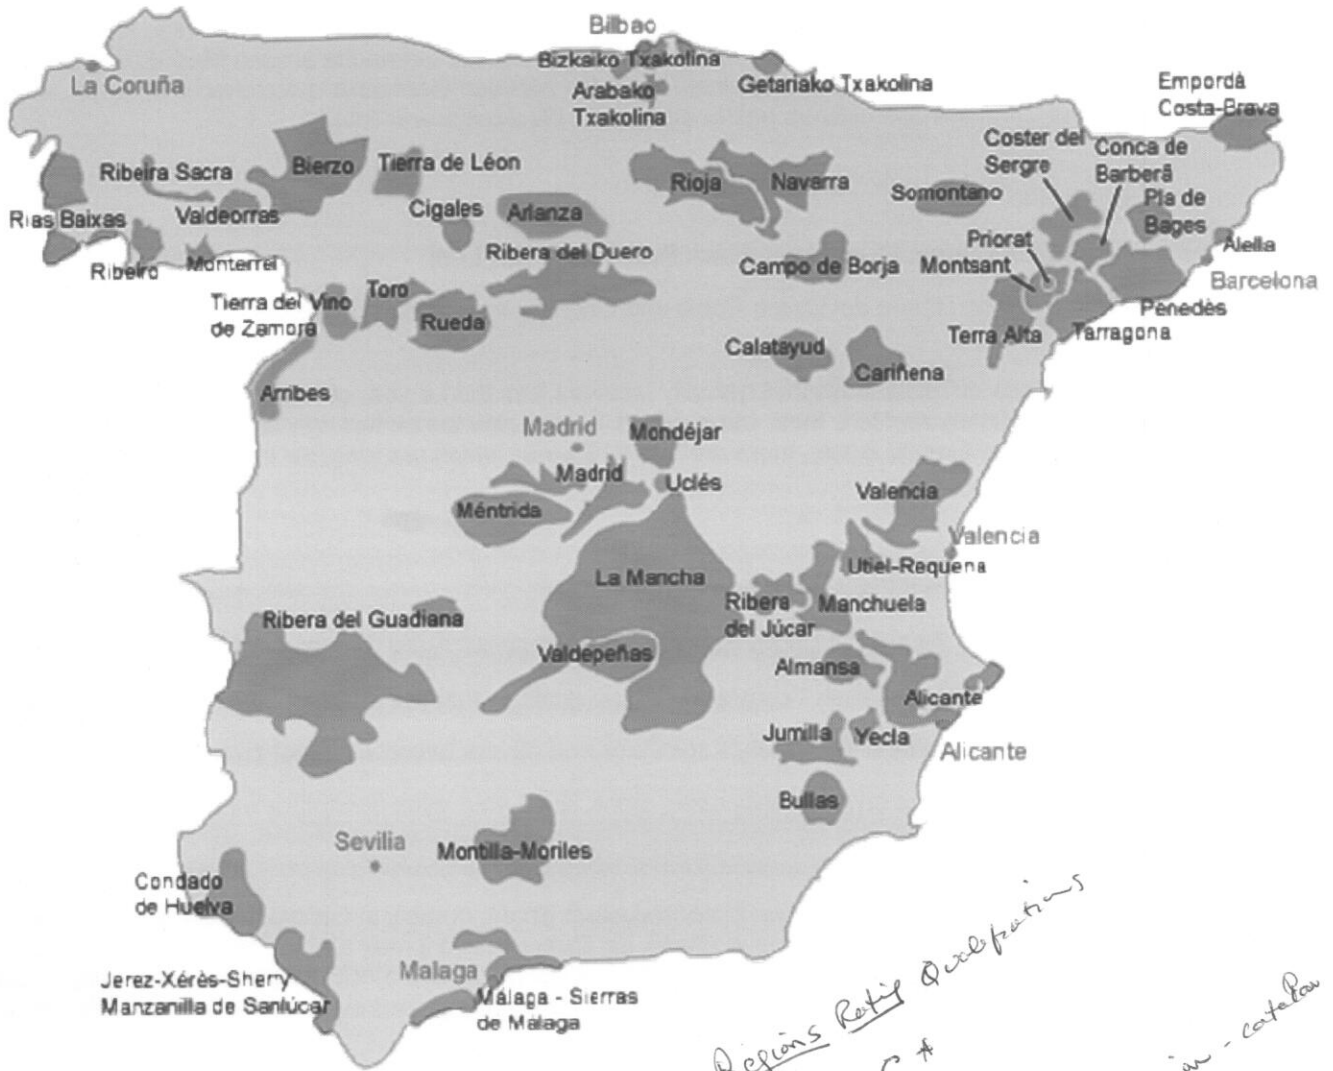 Bilbao
Bizkaiko Txakolina
Getariako Txakolina
La Coruña
Arabako
Txakolina
Empordà
Costa-Brava
Coster del
Sergre
Conca de
Barberã
Ribeira Sacra
Bierzo
Tierra de Léon
Rioja
Navarra
Somontano
Pla de
Bages
Rias Baixas
Valdeorras
Cigales
Arlanza
Priorat
Alella
Ribeiro
Monterrei
Ribera del Duero
Campo de Borja
Montsant
Barcelona
Tierra del Vino
de Zamora
Toro
Rueda
Penedès
Calatayud
Cariñena
Terra Alta
Tarragona
Arribes
Madrid
Mondéjar
Madrid
Uclés
Méntrida
Valencia
Valencia
La Mancha
Utiel-Requena
Ribera del Guadiana
Ribera
del Júcar
Manchuela
Valdepeñas
Almansa
Alicante
Jumilla
Yecla
Alicante
Bullas
Sevilia
Montilla-Moriles
Condado
de Huelva
Jerez-Xérès-Sherry
Manzanilla de Sanlúcar
Malaga
Málaga - Sierras
de Málaga
Regions